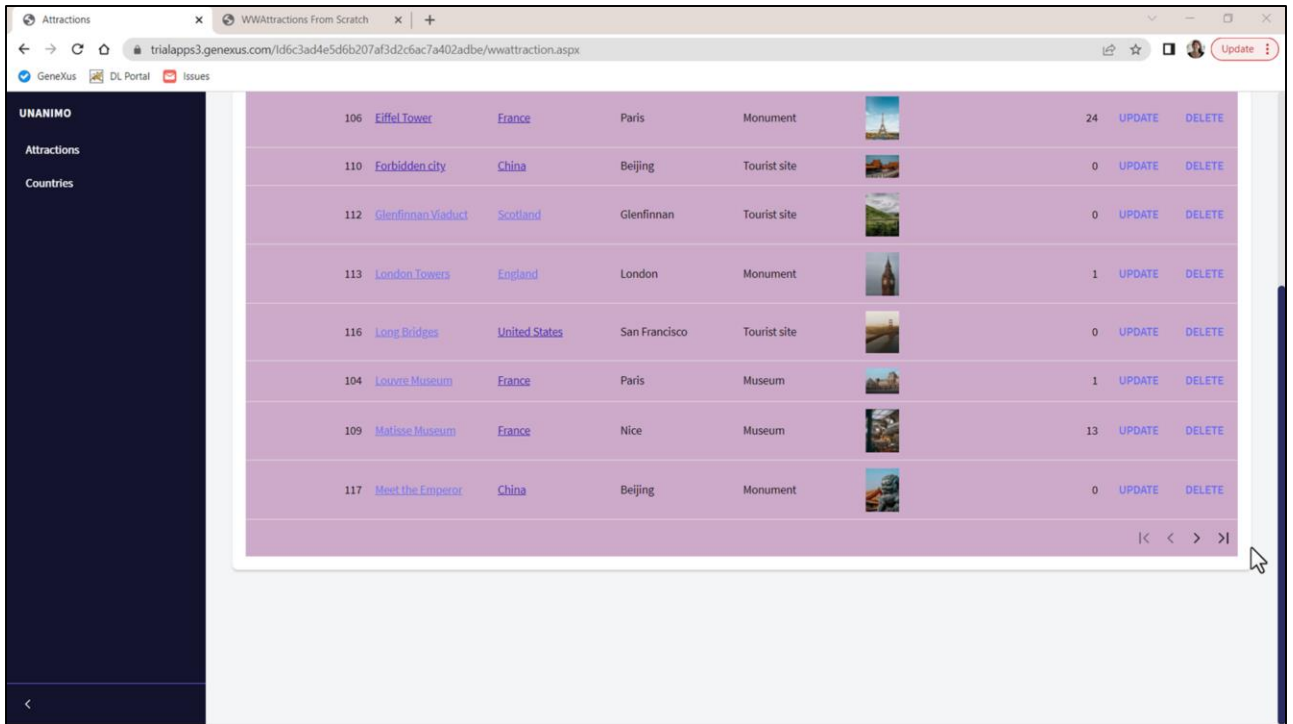 Attractions
WWAttractions From Scratch
trialapps3.genexus.com/Id6c3ad4e5d6b207af3d2c6ac7a402adbe/wwattraction.aspx
Update
GeneXus DL Portal Issues
UNANIMO
Attractions
Countries
106 Eiffel Tower France Paris Monument 24 UPDATE DELETE
110 Forbidden city China Beijing Tourist site 0 UPDATE DELETE
112 Glenfinnan Viaduct Scotland Glenfinnan Tourist site 0 UPDATE DELETE
113 London Towers England London Monument 1 UPDATE DELETE
116 Long Bridges United States San Francisco Tourist site 0 UPDATE DELETE
104 Louvre Museum France Paris Museum 1 UPDATE DELETE
109 Matisse Museum France Nice Museum 13 UPDATE DELETE
117 Meet the Emperor China Beijing Monument 0 UPDATE DELETE